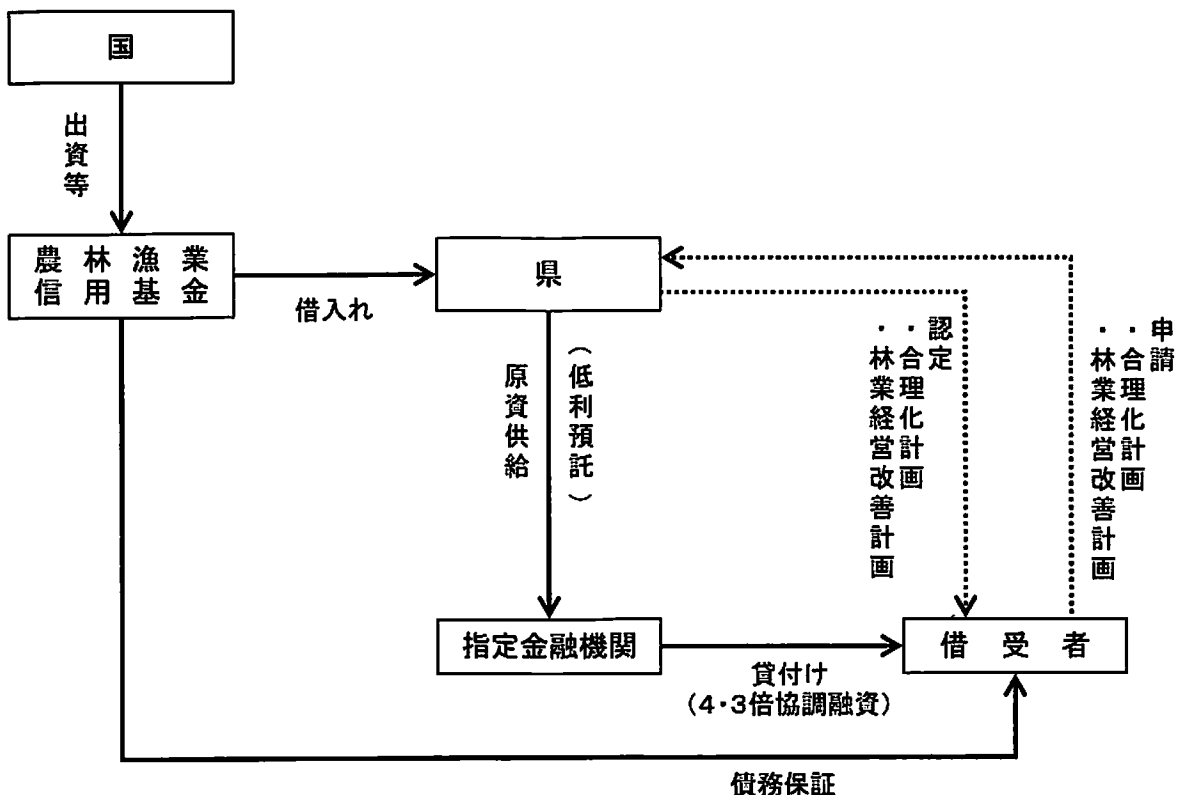 国
出資等
農林漁業
信用基金
借入れ
県
原資供給
（低利預託）
認定
・合理化計画
・林業経営改善計画
申請
・合理化計画
・林業経営改善計画
指定金融機関
貸付け
（4・3倍協調融資）
借受者
債務保証